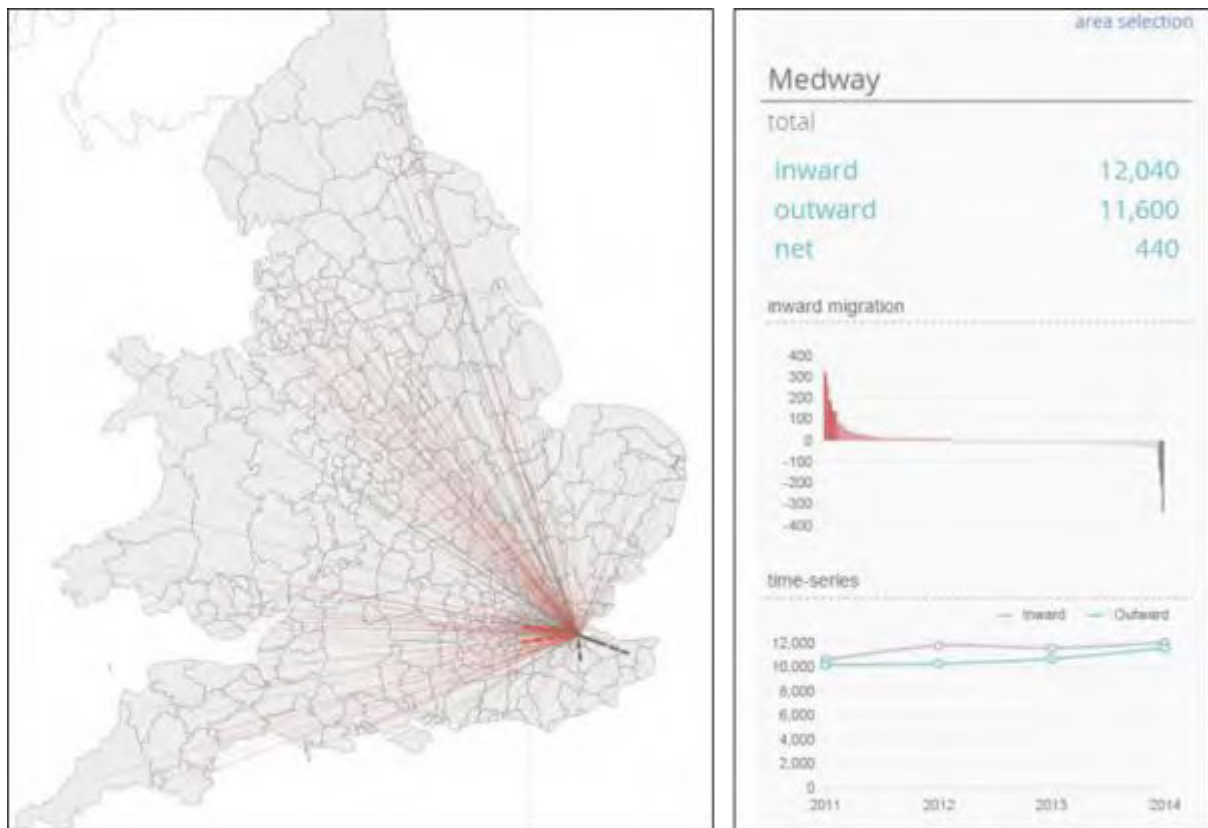 area selection
Medway
total
inward 12,040
outward 11,600
net 440
inward migration
400
300
200
100
0
-100
-200
-300
-400
time-series
Inward Outward
12,000
10,000
8,000
6,000
4,000
2,000
0
2011 2012 2013 2014